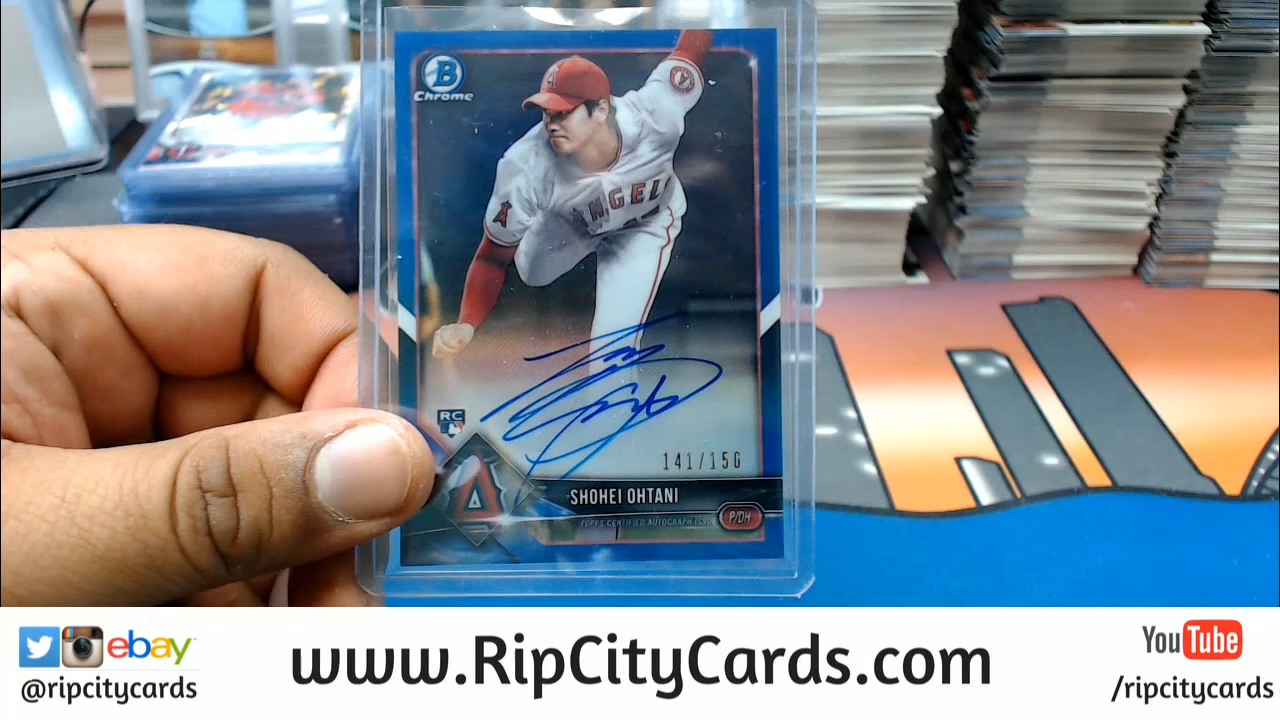 B
Chrome
A
ANGELS
RC
141/150
SHOHEI OHTANI
TOPPS CERTIFIED AUTOGRAPH ISSUE
P/DH
ebay
@ripcitycards
www.RipCityCards.com
YouTube
/ripcitycards